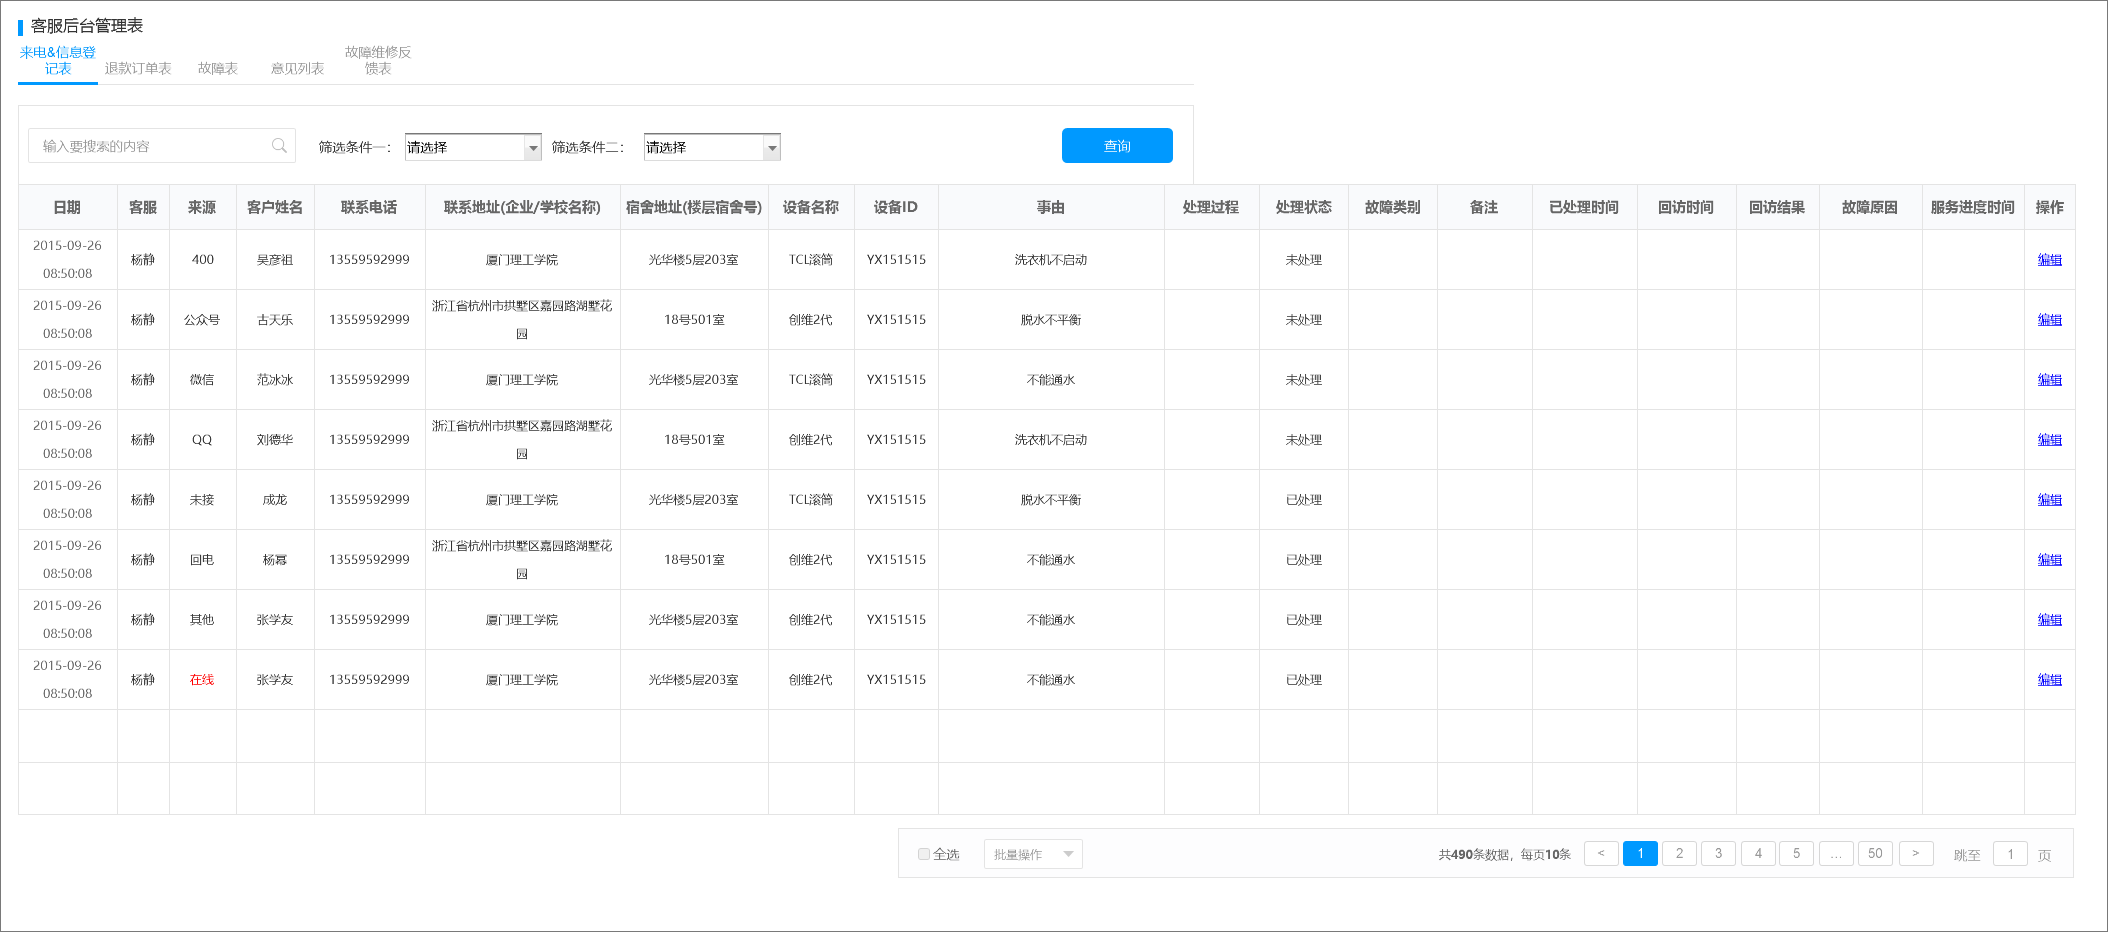 客服后台管理表
来电&信息登
记表
退款订单表
故障表
意见列表
故障维修反
馈表
输入要搜索的内容
筛选条件一：
请选择
筛选条件二：
请选择
查询
日期 客服 来源 客户姓名 联系电话 联系地址(企业/学校名称) 宿舍地址(楼层宿舍号) 设备名称 设备ID 事由 处理过程 处理状态 故障类别 备注 已处理时间 回访时间 回访结果 故障原因 服务进度时间 操作
2015-09-26
08:50:08
杨静 400 吴彦祖 13559592999 厦门理工学院 光华楼5层203室 TCL滚筒 YX151515 洗衣机不启动 未处理 编辑
2015-09-26
08:50:08
杨静 公众号 古天乐 13559592999 浙江省杭州市拱墅区嘉园路湖墅花
园
18号501室 创维2代 YX151515 脱水不平衡 未处理 编辑
2015-09-26
08:50:08
杨静 微信 范冰冰 13559592999 厦门理工学院 光华楼5层203室 TCL滚筒 YX151515 不能通水 未处理 编辑
2015-09-26
08:50:08
杨静 QQ 刘德华 13559592999 浙江省杭州市拱墅区嘉园路湖墅花
园
18号501室 创维2代 YX151515 洗衣机不启动 未处理 编辑
2015-09-26
08:50:08
杨静 未接 成龙 13559592999 厦门理工学院 光华楼5层203室 TCL滚筒 YX151515 脱水不平衡 已处理 编辑
2015-09-26
08:50:08
杨静 回电 杨幂 13559592999 浙江省杭州市拱墅区嘉园路湖墅花
园
18号501室 创维2代 YX151515 不能通水 已处理 编辑
2015-09-26
08:50:08
杨静 其他 张学友 13559592999 厦门理工学院 光华楼5层203室 创维2代 YX151515 不能通水 已处理 编辑
2015-09-26
08:50:08
杨静 在线 张学友 13559592999 厦门理工学院 光华楼5层203室 创维2代 YX151515 不能通水 已处理 编辑
全选 批量操作 共490条数据，每页10条 < 1 2 3 4 5 … 50 > 跳至 1 页